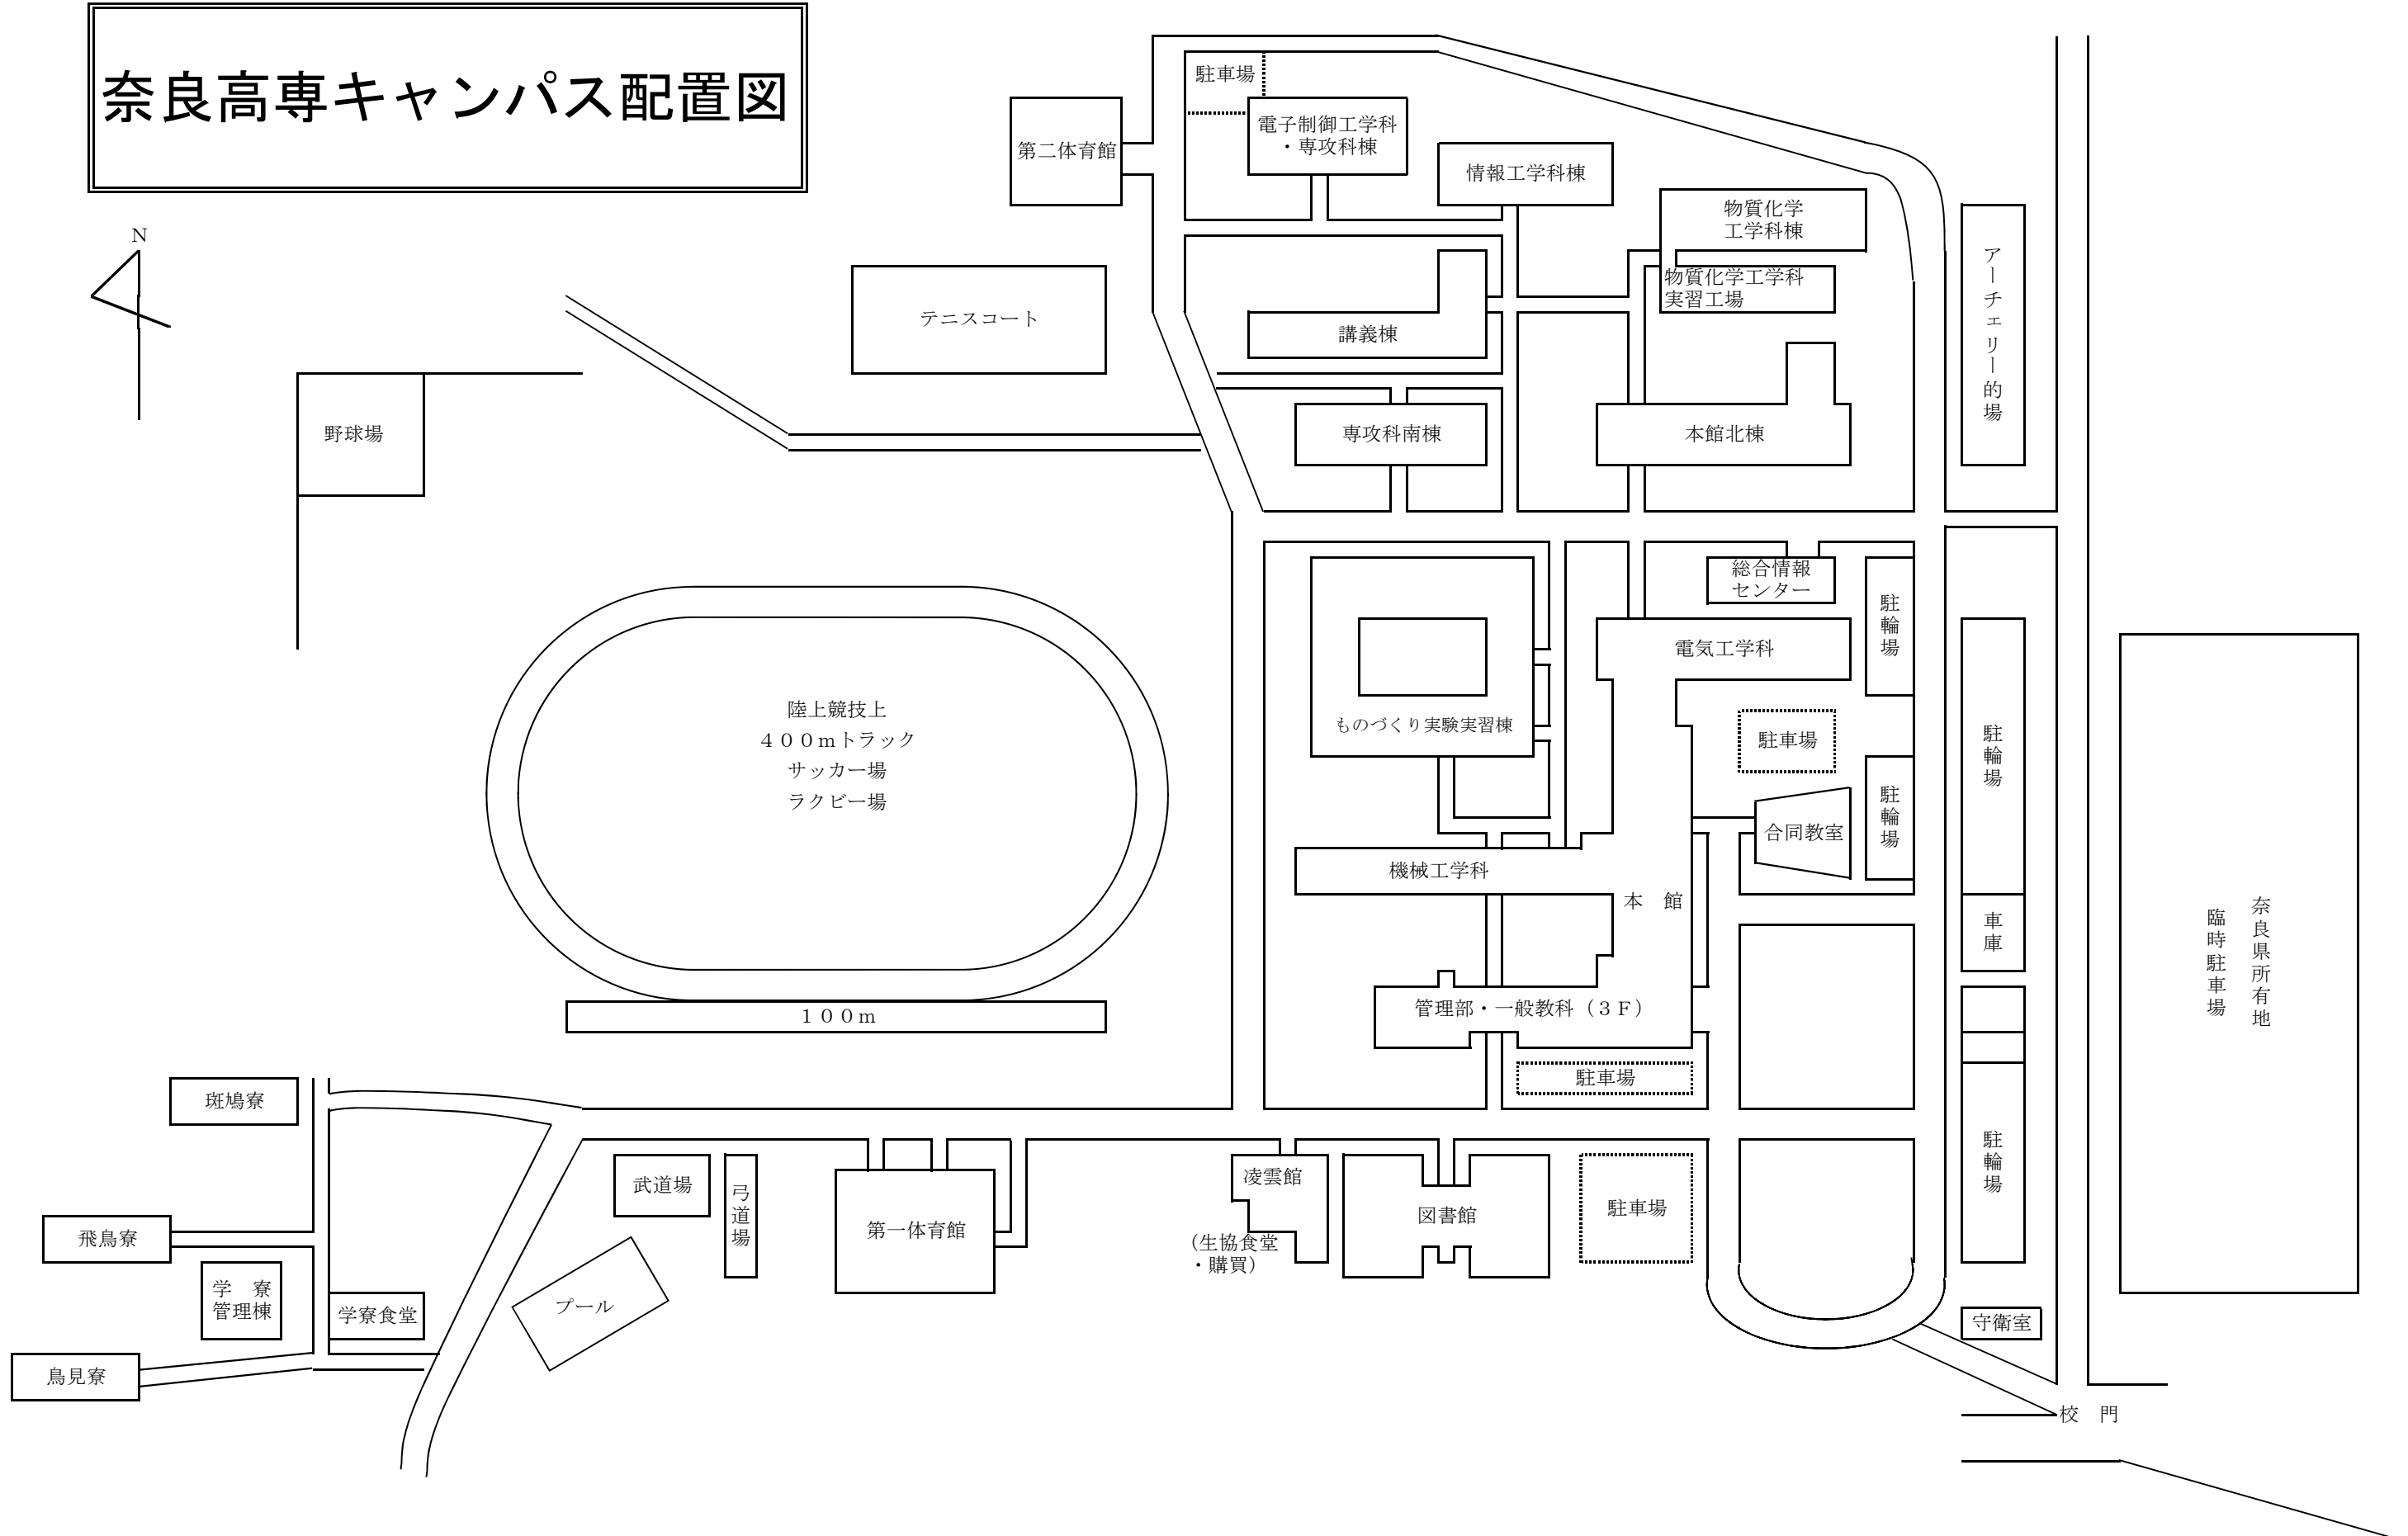 奈良高専キャンパス配置図
N
駐車場
電子制御工学科
・専攻科棟
第二体育館
情報工学科棟
物質化学
工学科棟
物質化学工学科
実習工場
アーチェリー的場
テニスコート
講義棟
野球場
専攻科南棟
本館北棟
総合情報
センター
駐輪場
電気工学科
ものづくり実験実習棟
駐車場
駐輪場
陸上競技上
４００ｍトラック
サッカー場
ラクビー場
合同教室
駐輪場
機械工学科
本　館
車庫
奈良県所有地
臨時駐車場
管理部・一般教科（３Ｆ）
１００ｍ
駐車場
斑鳩寮
武道場
弓道場
第一体育館
凌雲館
（生協食堂
・購買）
図書館
駐車場
駐輪場
飛鳥寮
学　寮
管理棟
学寮食堂
プール
守衛室
鳥見寮
校　門